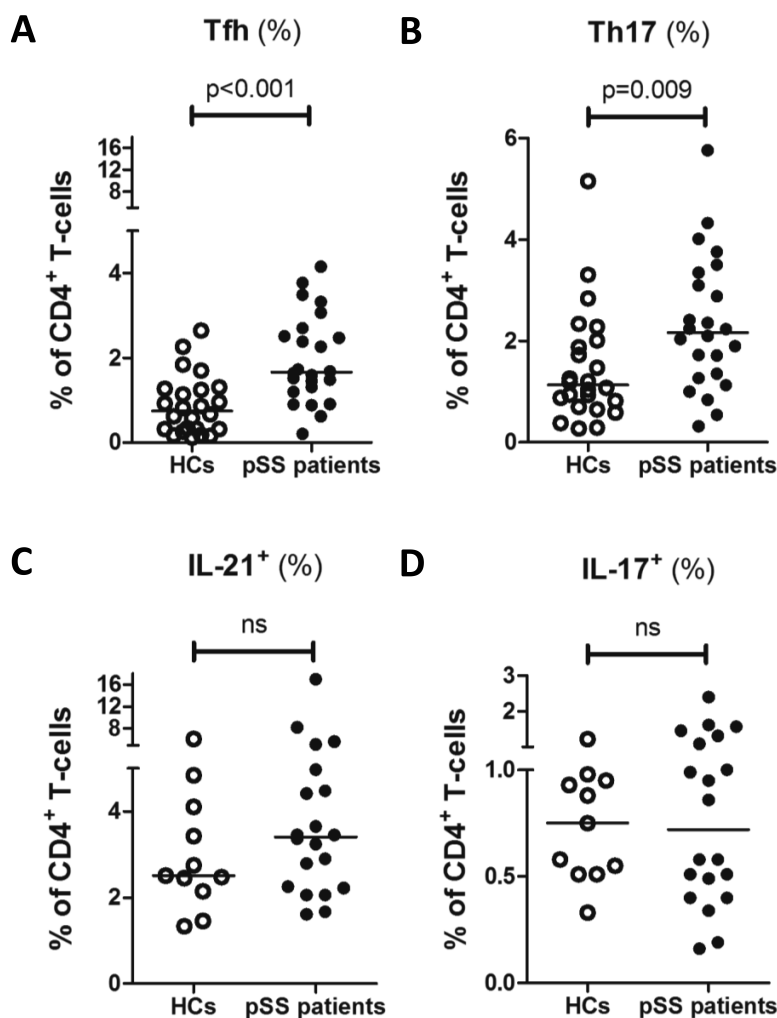 A
Tfh (%)
p<0.001
% of CD4⁺ T-cells
16
12
8
4
2
0
HCs pSS patients
B
Th17 (%)
p=0.009
% of CD4⁺ T-cells
6
4
2
0
HCs pSS patients
C
IL-21⁺ (%)
ns
% of CD4⁺ T-cells
16
12
8
4
2
0
HCs pSS patients
D
IL-17⁺ (%)
ns
% of CD4⁺ T-cells
3
2
1
1.0
0.5
0.0
HCs pSS patients